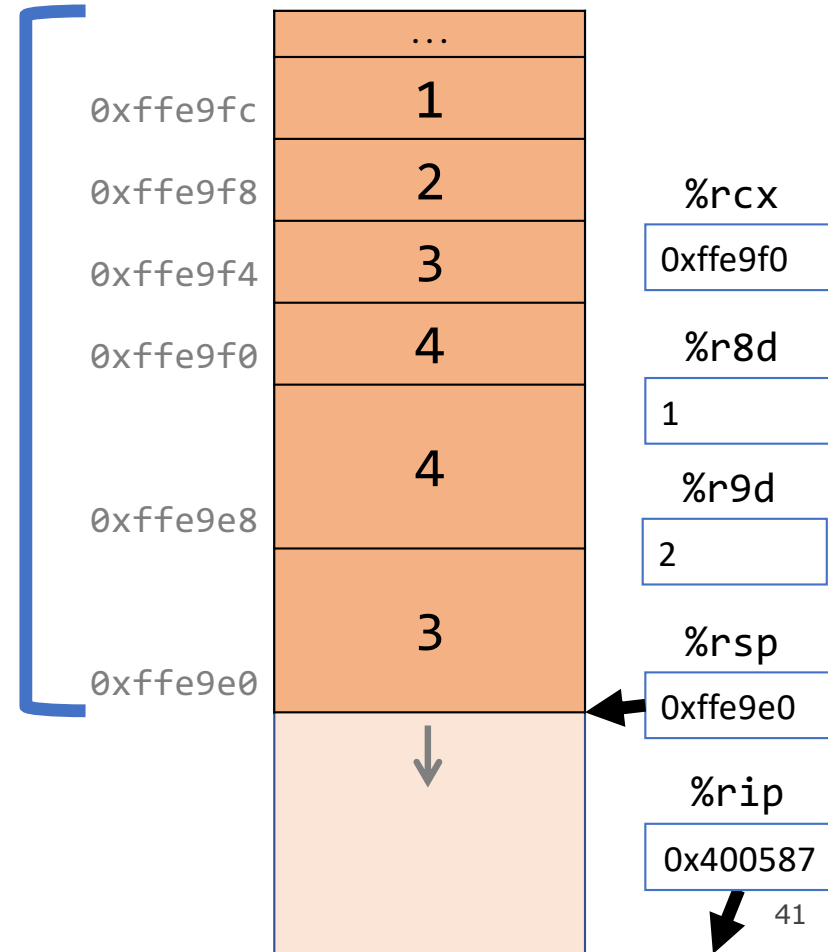 ...
0xffe9fc
1
0xffe9f8
2
0xffe9f4
3
0xffe9f0
4
0xffe9e8
4
0xffe9e0
3
%rcx
0xffe9f0
%r8d
1
%r9d
2
%rsp
0xffe9e0
%rip
0x400587
41